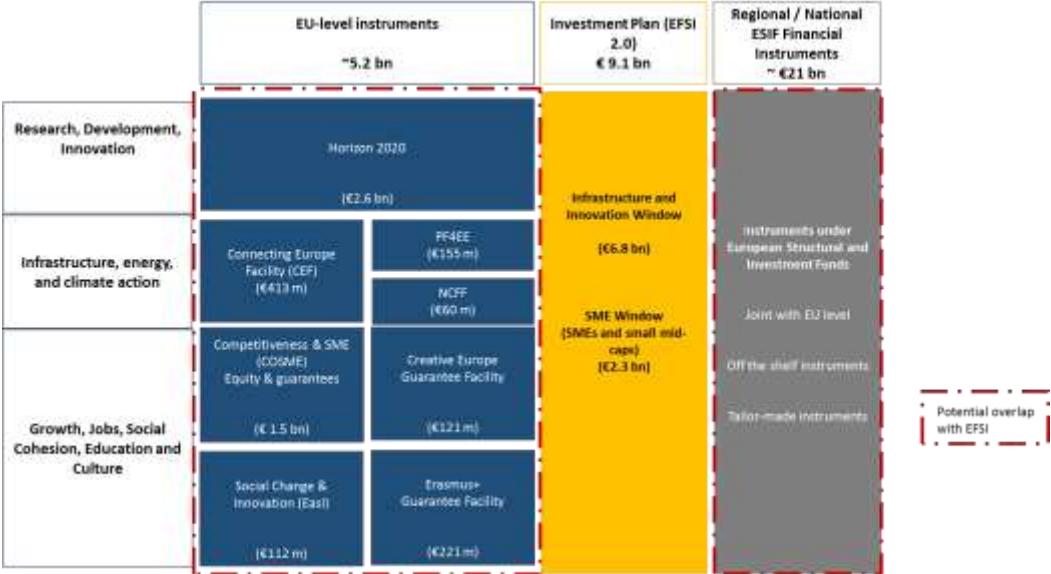 EU-level instruments
~5.2 bn
Investment Plan (EFSI
2.0)
€ 9.1 bn
Regional / National
ESIF Financial
Instruments
~ €21 bn
Research, Development,
Innovation
Horizon 2020
(€2.6 bn)
Infrastructure, energy,
and climate action
Connecting Europe
Facility (CEF)
(€413 m)
PF4EE
(€155 m)
NCFF
(€60 m)
Growth, Jobs, Social
Cohesion, Education and
Culture
Competitiveness & SME
(COSME)
Equity & guarantees
(€ 1.5 bn)
Creative Europe
Guarantee Facility
(€121 m)
Social Change &
Innovation (EaSI)
(€112 m)
Erasmus+
Guarantee Facility
(€221 m)
Infrastructure and
Innovation Window
(€6.8 bn)
SME Window
(SMEs and small mid-
caps)
(€2.3 bn)
Instruments under
European Structural and
Investment Funds
Joint with EU level
Off the shelf instruments
Tailor-made instruments
Potential overlap
with EFSI